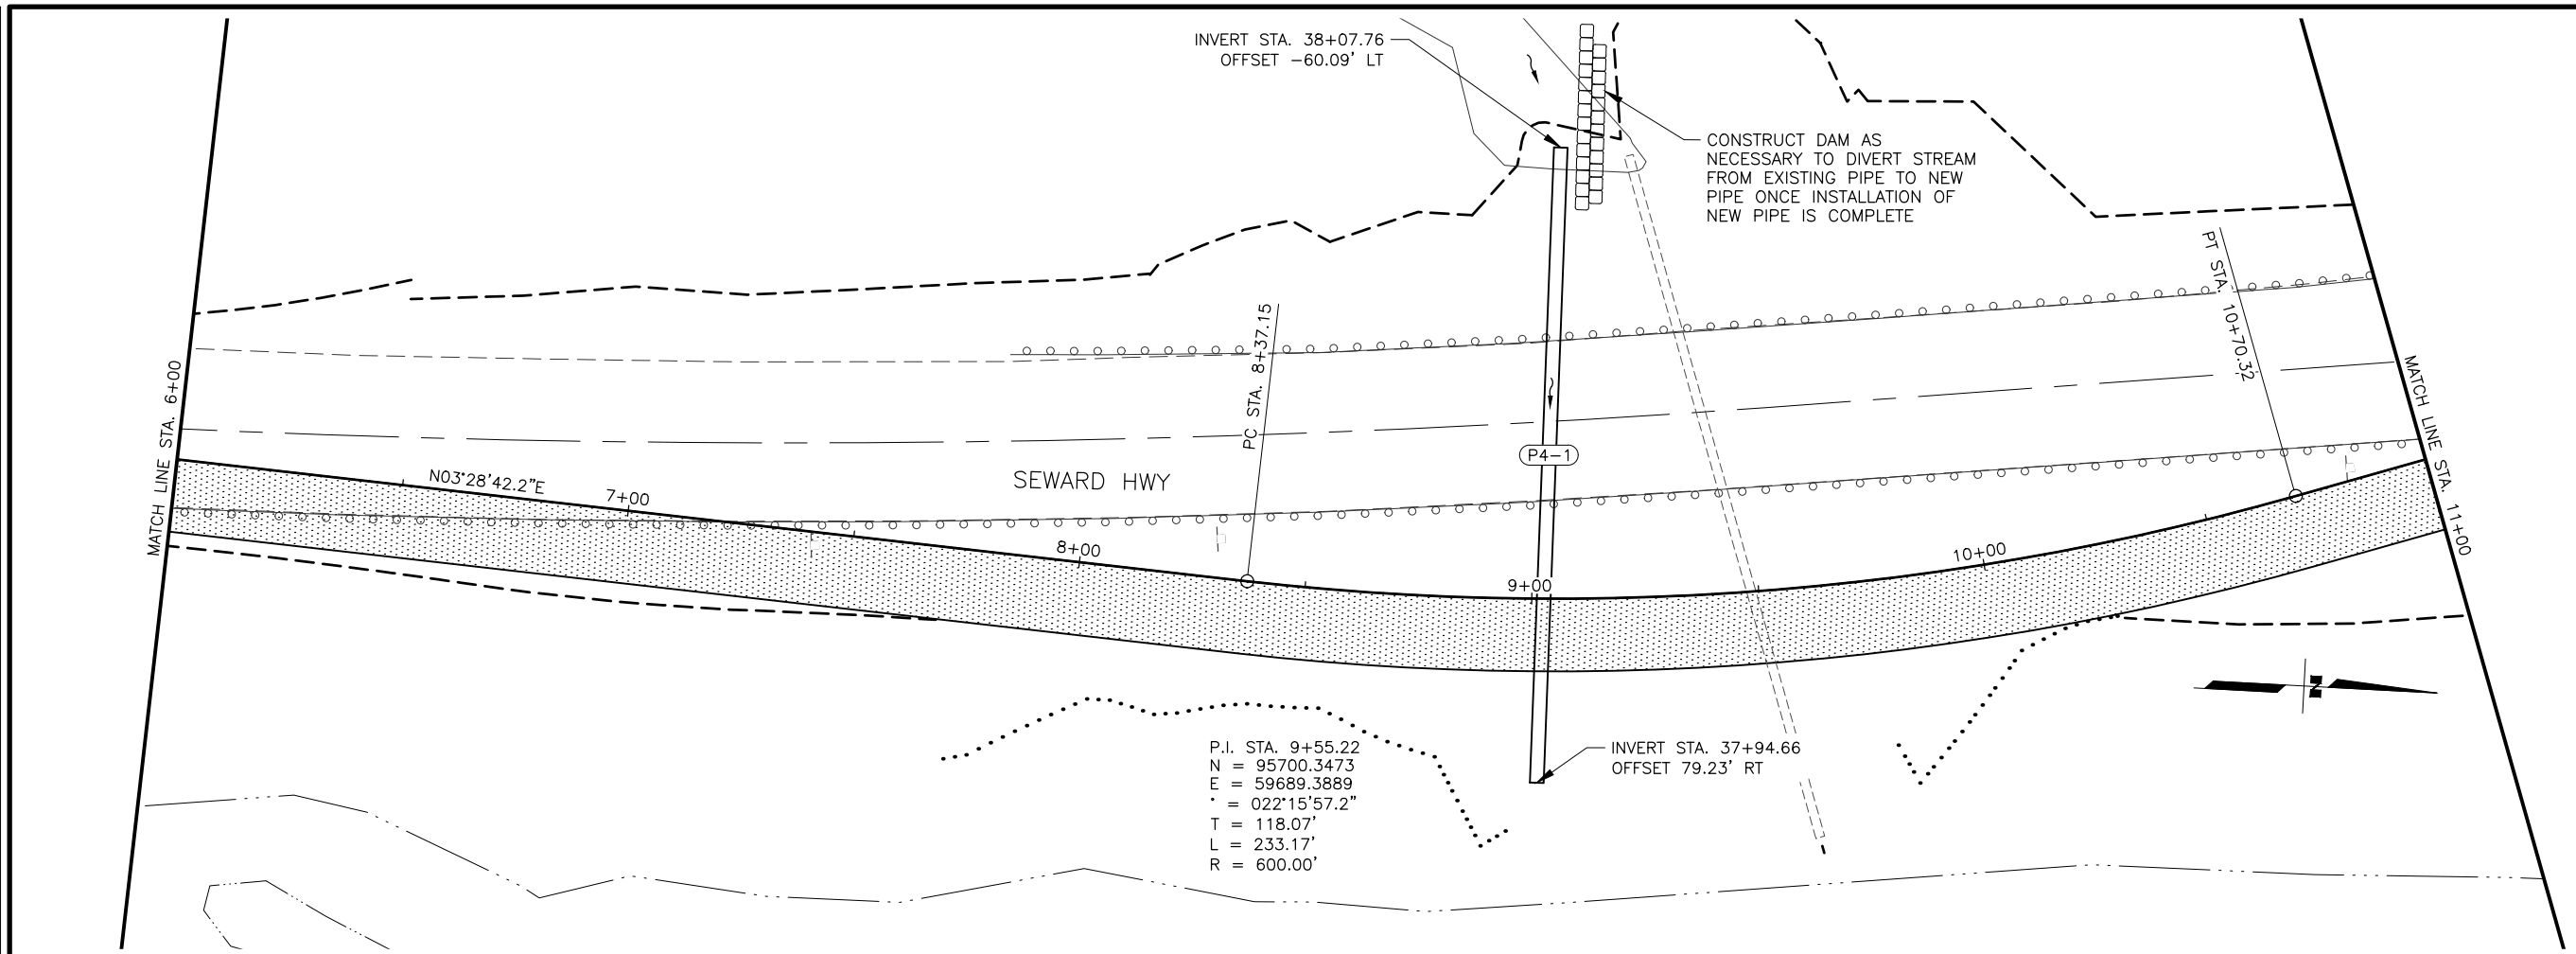 INVERT STA. 38+07.76
OFFSET -60.09' LT
CONSTRUCT DAM AS
NECESSARY TO DIVERT STREAM
FROM EXISTING PIPE TO NEW
PIPE ONCE INSTALLATION OF
NEW PIPE IS COMPLETE
MATCH LINE STA. 6+00
N03°28'42.2"E
7+00
SEWARD HWY
8+00
PC STA. 8+37.15
P4-1
9+00
10+00
PT STA. 10+70.32
MATCH LINE STA. 11+00
P.I. STA. 9+55.22
N = 95700.3473
E = 59689.3889
° = 022°15'57.2"
T = 118.07'
L = 233.17'
R = 600.00'
INVERT STA. 37+94.66
OFFSET 79.23' RT
N